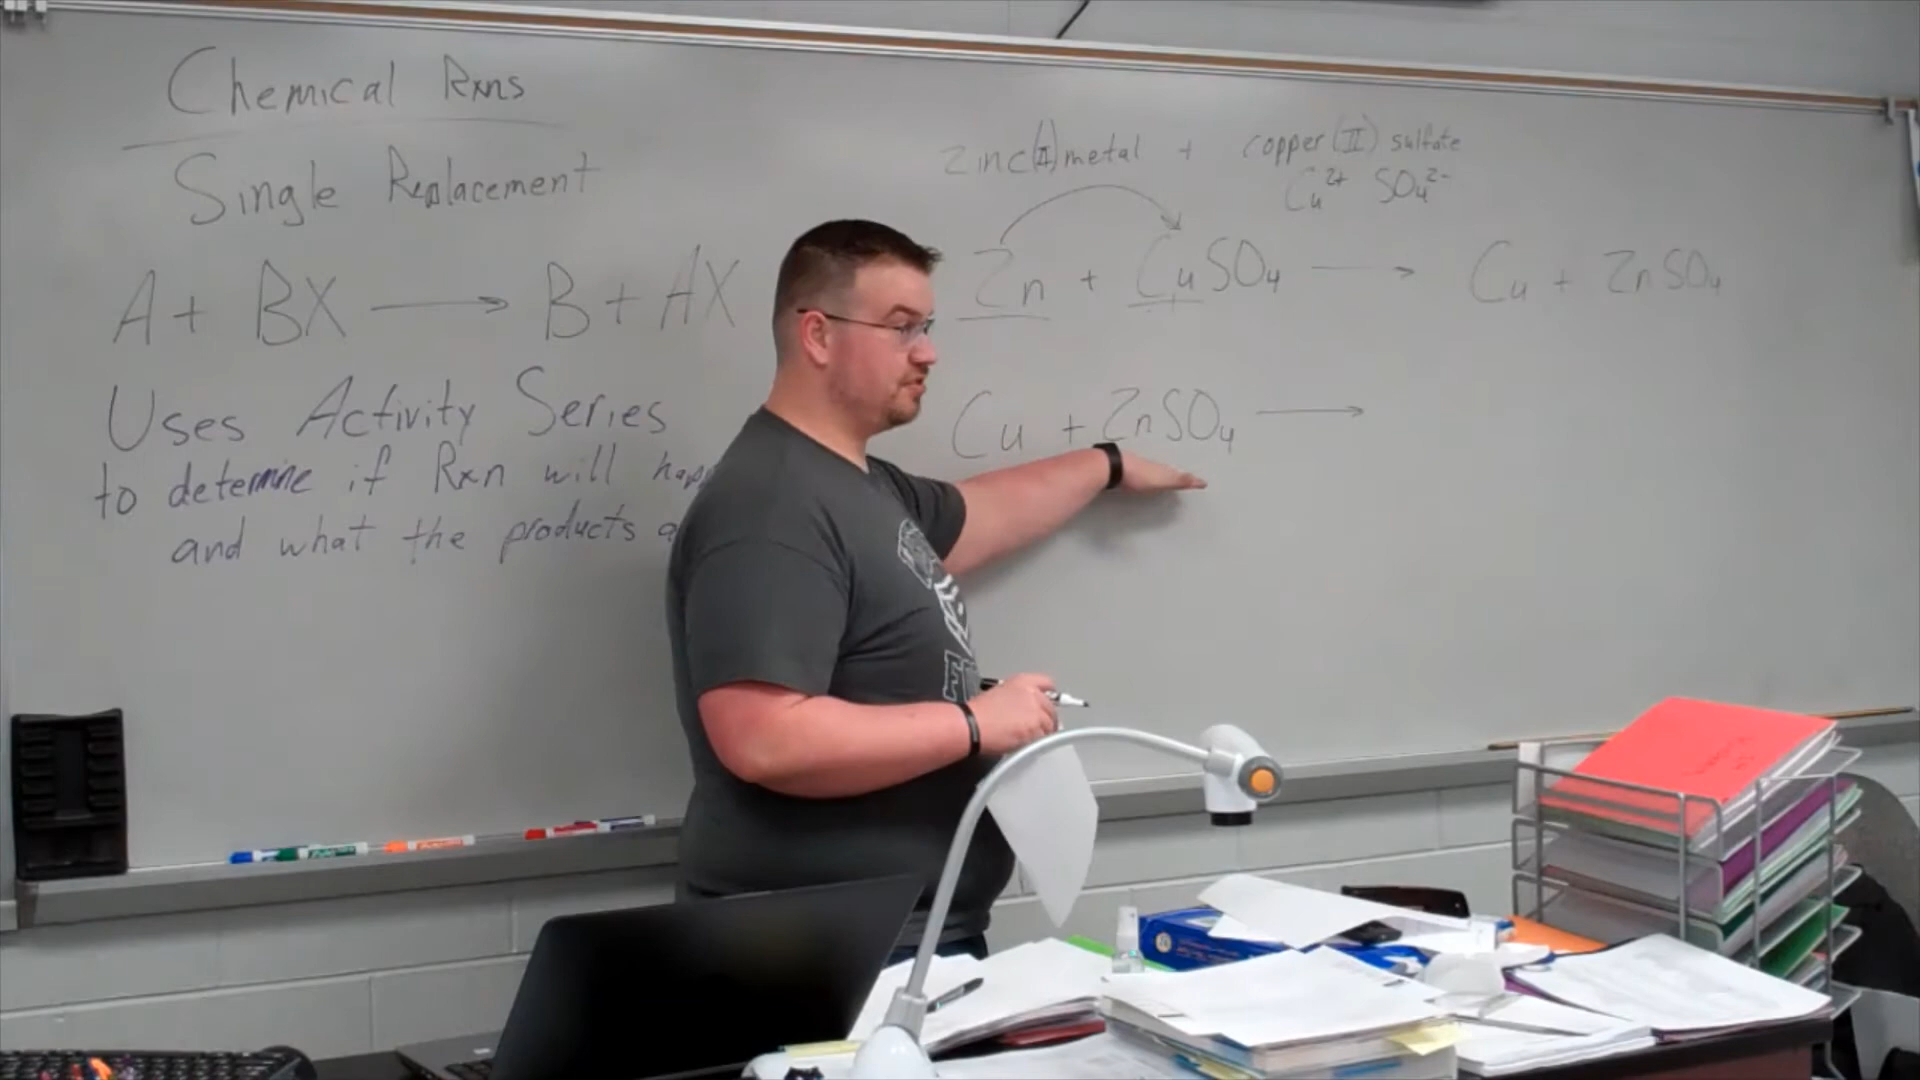 Chemical Rxns
Single Replacement
A + BX → B + AX
Uses Activity Series
to determine if Rxn will
and what the products
zinc(II) metal + copper (II) sulfate
Cu²⁺ SO₄²⁻
Zn + CuSO₄ → Cu + ZnSO₄
Cu + ZnSO₄ →